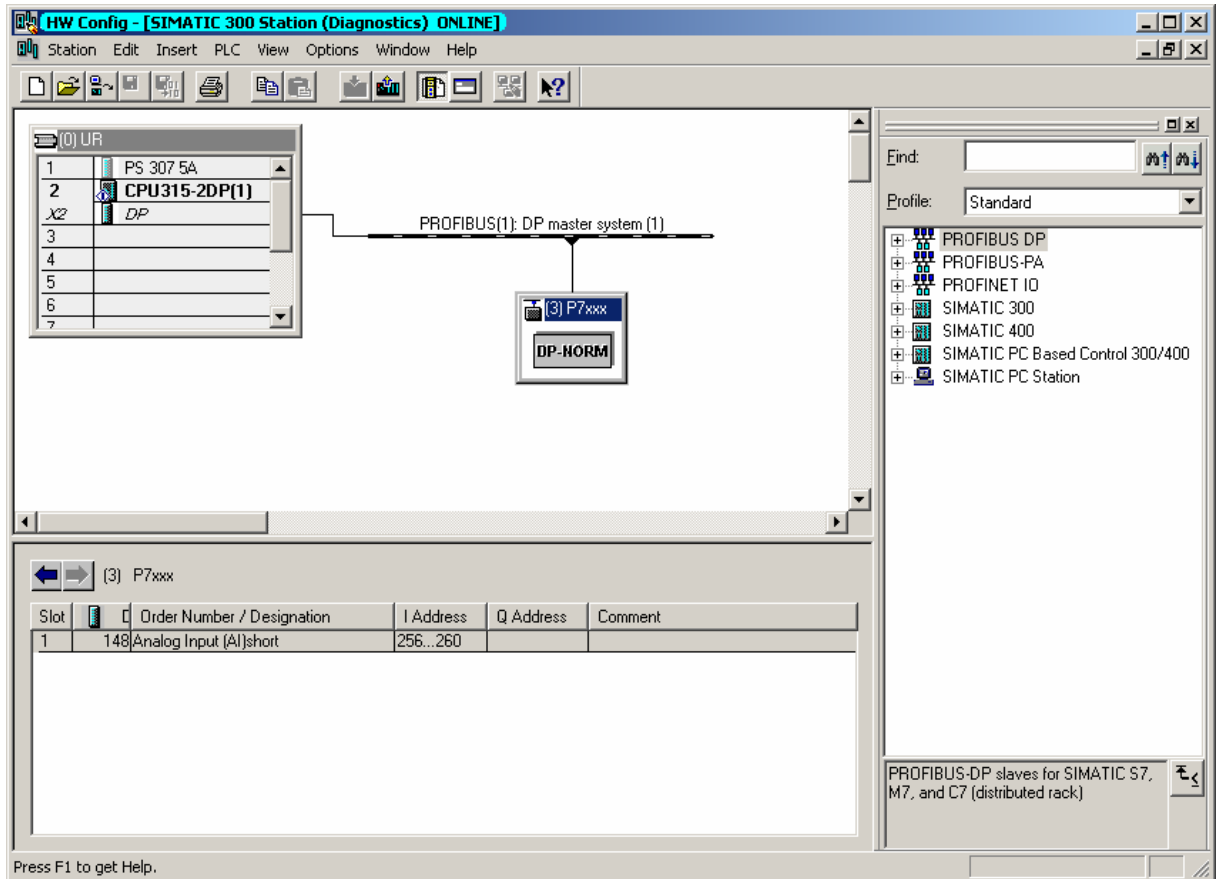 HW Config - [SIMATIC 300 Station (Diagnostics) ONLINE]
Station Edit Insert PLC View Options Window Help
(0) UR
1 PS 307 5A
2 CPU315-2DP(1)
X2 DP
3
4
5
6
7
PROFIBUS(1): DP master system (1)
(3) P7xxx
DP-NORM
(3) P7xxx
Slot D Order Number / Designation I Address Q Address Comment
1 148 Analog Input (AI)short 256...260
Find:
Profile: Standard
PROFIBUS DP
PROFIBUS-PA
PROFINET IO
SIMATIC 300
SIMATIC 400
SIMATIC PC Based Control 300/400
SIMATIC PC Station
PROFIBUS-DP slaves for SIMATIC S7,
M7, and C7 (distributed rack)
Press F1 to get Help.